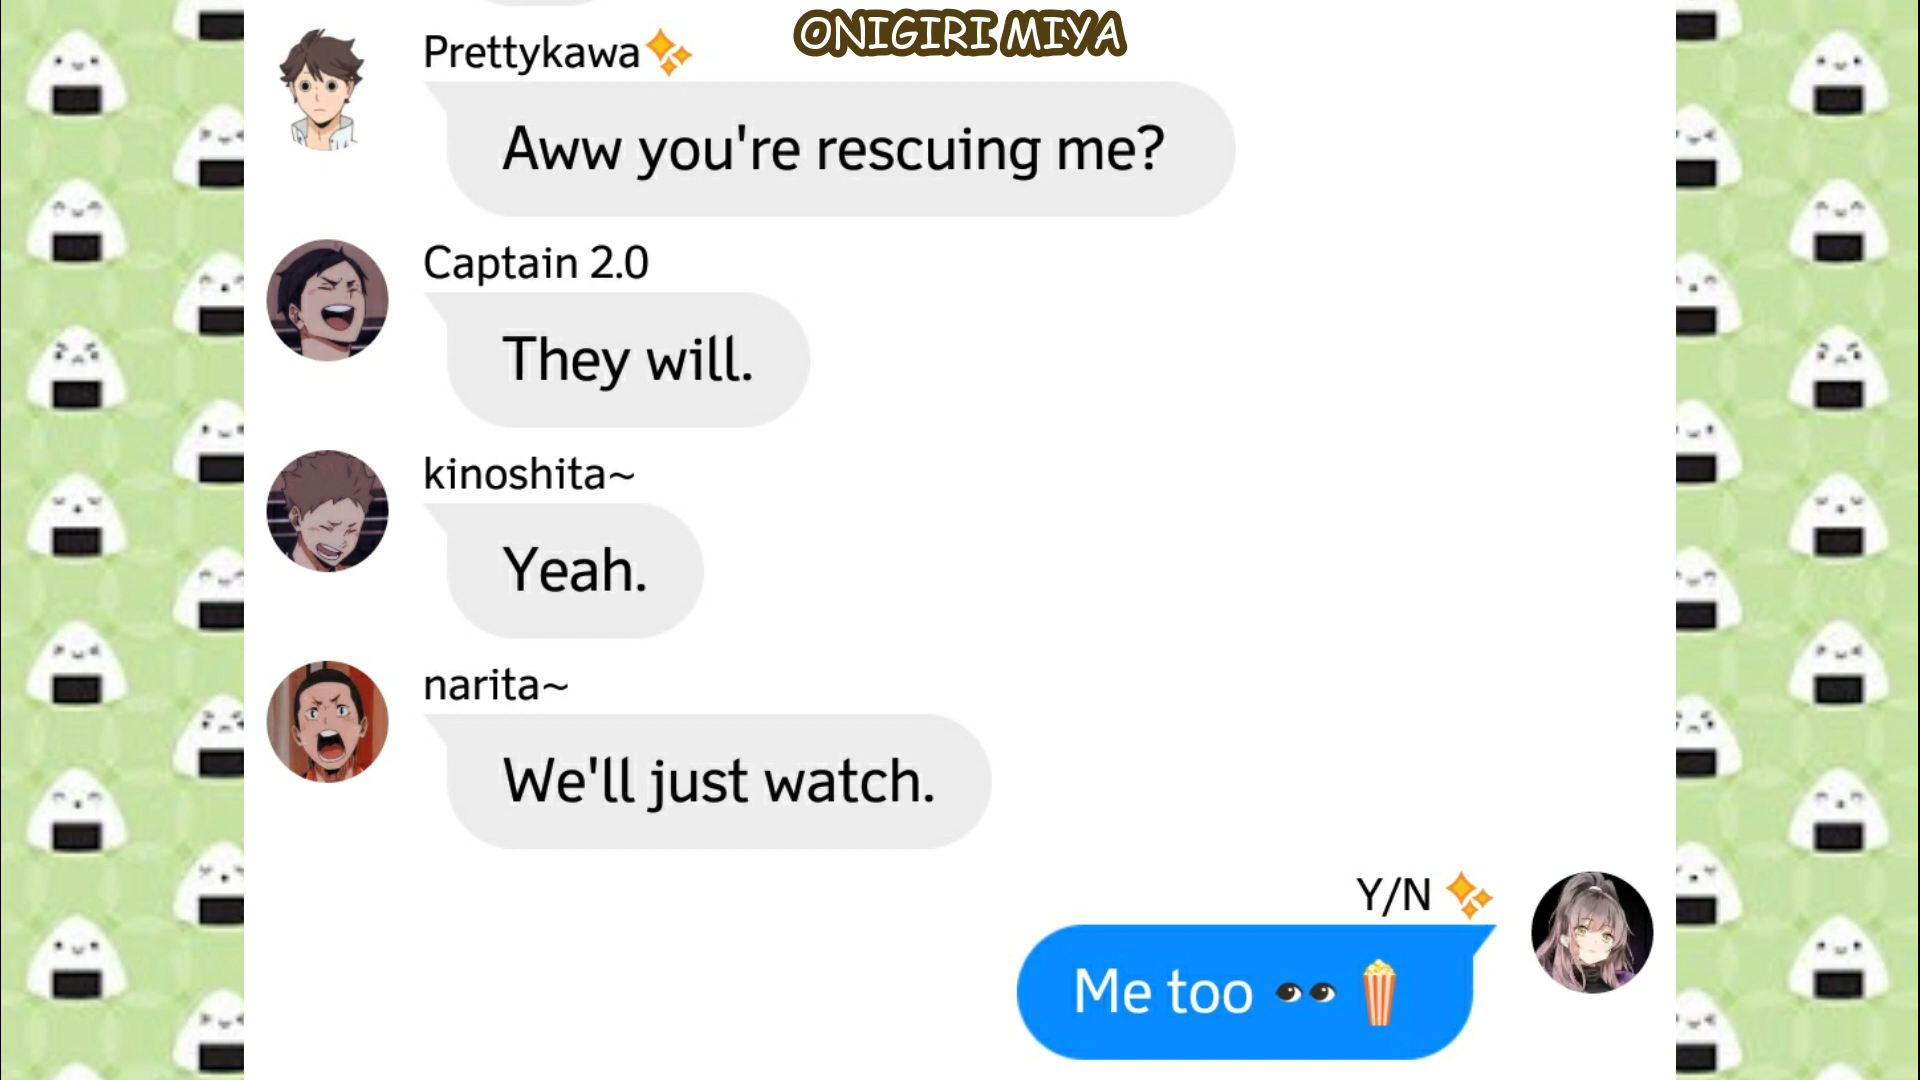 ONIGIRI MIYA
Prettykawa✨
Aww you're rescuing me?
Captain 2.0
They will.
kinoshita~
Yeah.
narita~
We'll just watch.
Y/N ✨
Me too 👀 🍿